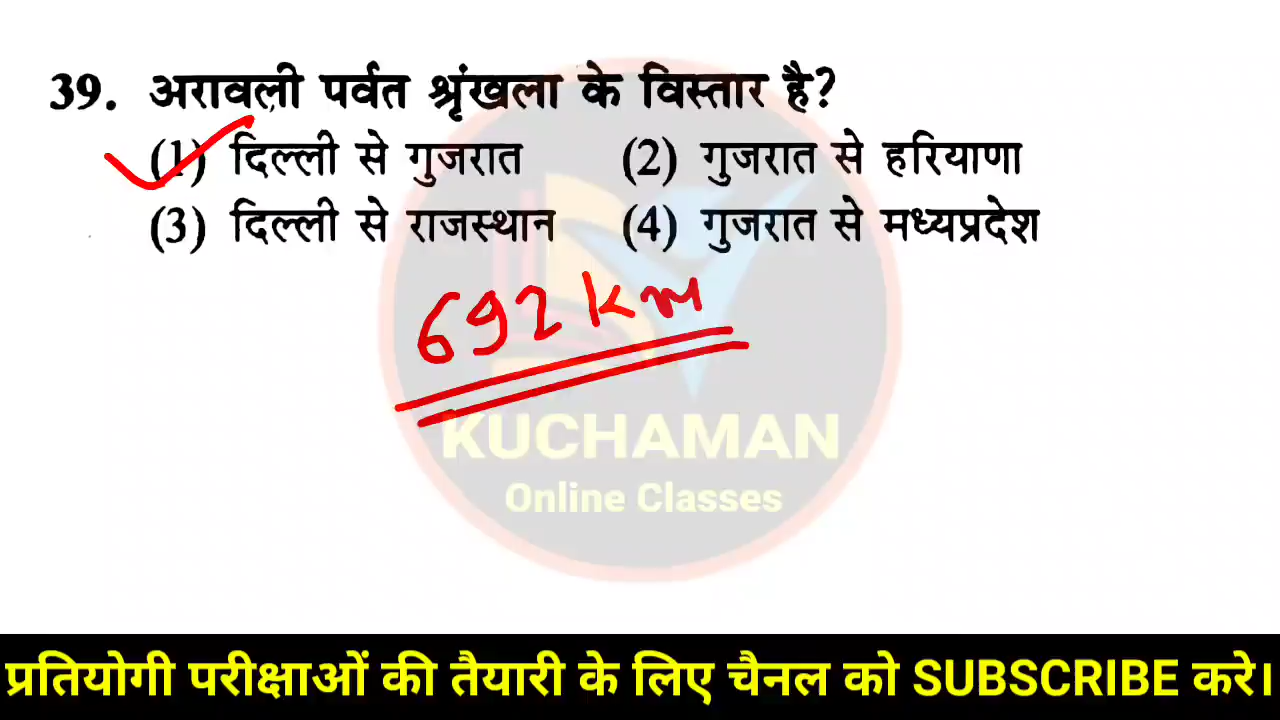 39. अरावली पर्वत श्रृंखला के विस्तार है?
(1) दिल्ली से गुजरात (2) गुजरात से हरियाणा
(3) दिल्ली से राजस्थान (4) गुजरात से मध्यप्रदेश
692 km
KUCHAMAN
Online Classes
प्रतियोगी परीक्षाओं की तैयारी के लिए चैनल को SUBSCRIBE करे।